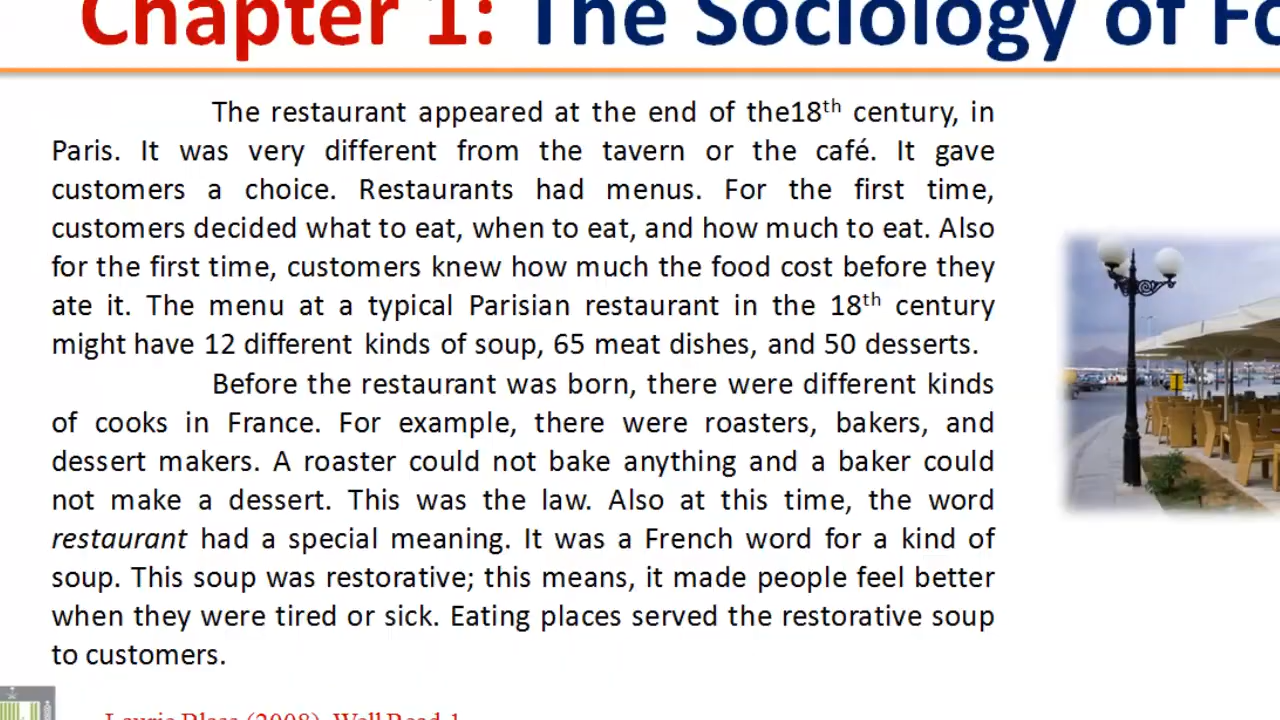 Chapter 1: The Sociology of
The restaurant appeared at the end of the18th century, in
Paris. It was very different from the tavern or the café. It gave
customers a choice. Restaurants had menus. For the first time,
customers decided what to eat, when to eat, and how much to eat. Also
for the first time, customers knew how much the food cost before they
ate it. The menu at a typical Parisian restaurant in the 18th century
might have 12 different kinds of soup, 65 meat dishes, and 50 desserts.
Before the restaurant was born, there were different kinds
of cooks in France. For example, there were roasters, bakers, and
dessert makers. A roaster could not bake anything and a baker could
not make a dessert. This was the law. Also at this time, the word
restaurant had a special meaning. It was a French word for a kind of
soup. This soup was restorative; this means, it made people feel better
when they were tired or sick. Eating places served the restorative soup
to customers.
Laurie Blass (2008). Well Read 1